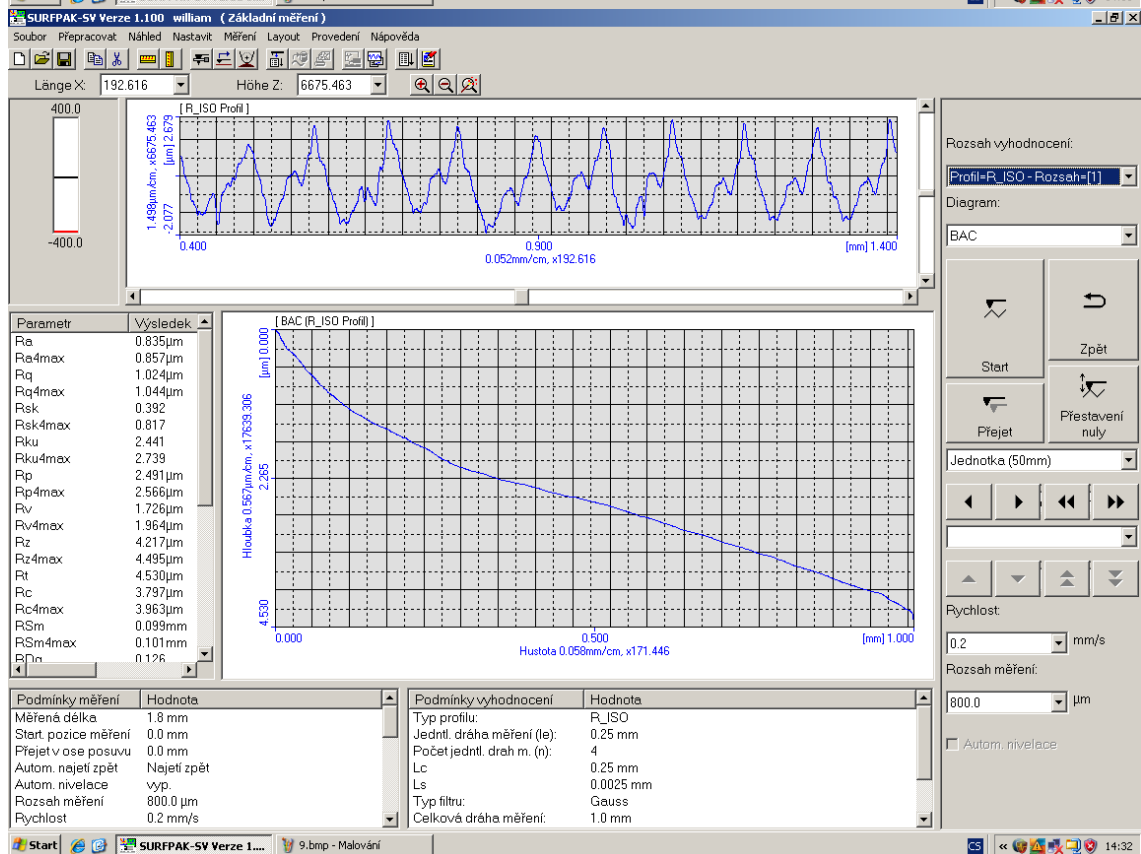 SURFPAK-SV Verze 1.100 william ( Základní měření )
Soubor Přepracovat Náhled Nastavit Měření Layout Provedení Nápověda
Länge X: 192.616 Höhe Z: 6675.463
400.0
-400.0
[ R_ISO Profil ]
1.498µm/cm, x6675.463
-2.077 [µm] 2.679
0.400 0.900 [mm] 1.400
0.052mm/cm, x192.616
Parametr Výsledek
Ra 0.835µm
Ra4max 0.857µm
Rq 1.024µm
Rq4max 1.044µm
Rsk 0.392
Rsk4max 0.817
Rku 2.441
Rku4max 2.739
Rp 2.491µm
Rp4max 2.566µm
Rv 1.726µm
Rv4max 1.964µm
Rz 4.217µm
Rz4max 4.495µm
Rt 4.530µm
Rc 3.797µm
Rc4max 3.963µm
RSm 0.099mm
RSm4max 0.101mm
RDq 0.126
[ BAC (R_ISO Profil) ]
Hloubka 0.567µm/cm, x17639.306
4.530 2.265 [µm] 0.000
0.000 0.500 [mm] 1.000
Hustota 0.058mm/cm, x171.446
Rozsah vyhodnocení:
Profil=R_ISO - Rozsah=[1]
Diagram:
BAC
Start
Zpět
Přejet
Přestavení
nuly
Jednotka (50mm)
Rychlost:
0.2 mm/s
Rozsah měření:
800.0 µm
Autom. nivelace
Podmínky měření Hodnota
Měřená délka 1.8 mm
Start. pozice měření 0.0 mm
Přejet v ose posuvu 0.0 mm
Autom. najetí zpět Najetí zpět
Autom. nivelace vyp.
Rozsah měření 800.0 µm
Rychlost 0.2 mm/s
Podmínky vyhodnocení Hodnota
Typ profilu: R_ISO
Jedntl. dráha měření (le): 0.25 mm
Počet jedntl. drah m. (n): 4
Lc 0.25 mm
Ls 0.0025 mm
Typ filtru: Gauss
Celková dráha měření: 1.0 mm
Start SURFPAK-SV Verze 1.... 9.bmp - Malování CS « 14:32